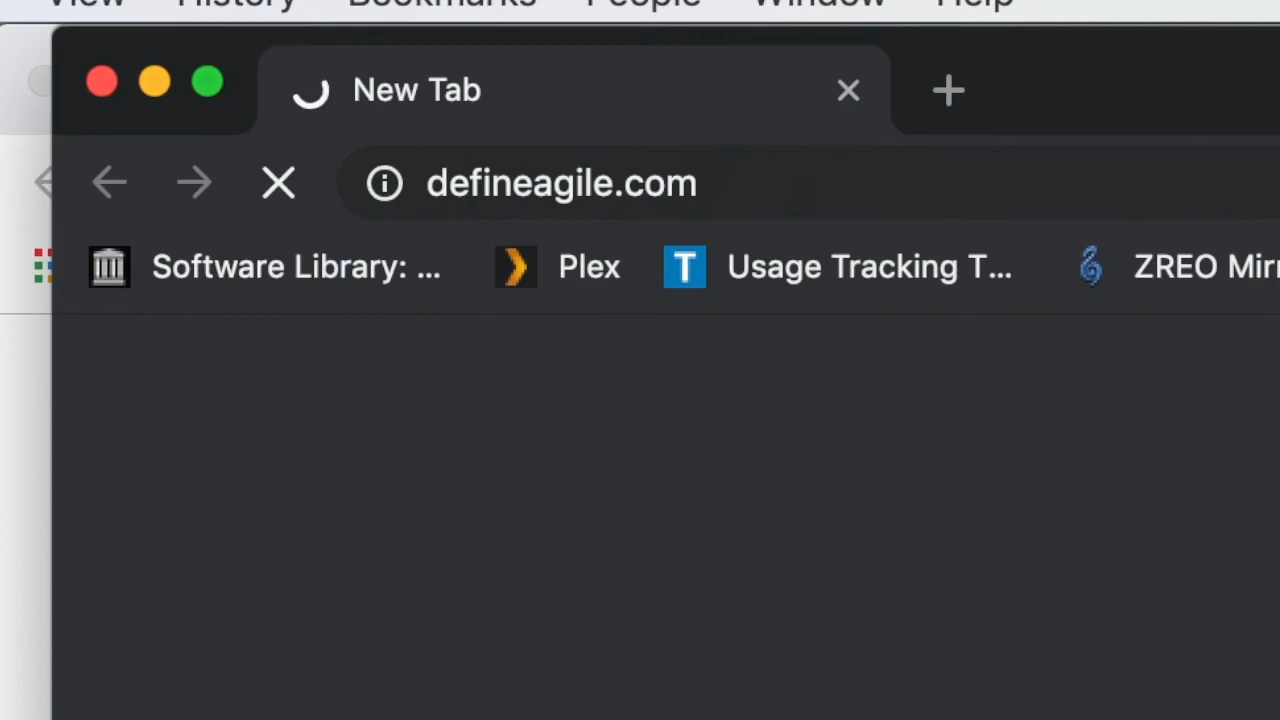 View History Bookmarks People Window Help
New Tab
defineagile.com
Software Library: ... Plex T Usage Tracking T... ZREO Mir